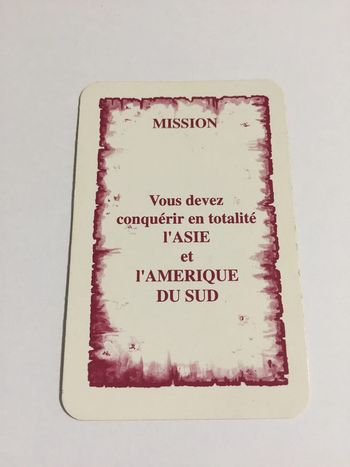 MISSION
Vous devez
conquérir en totalité
l'ASIE
et
l'AMERIQUE
DU SUD